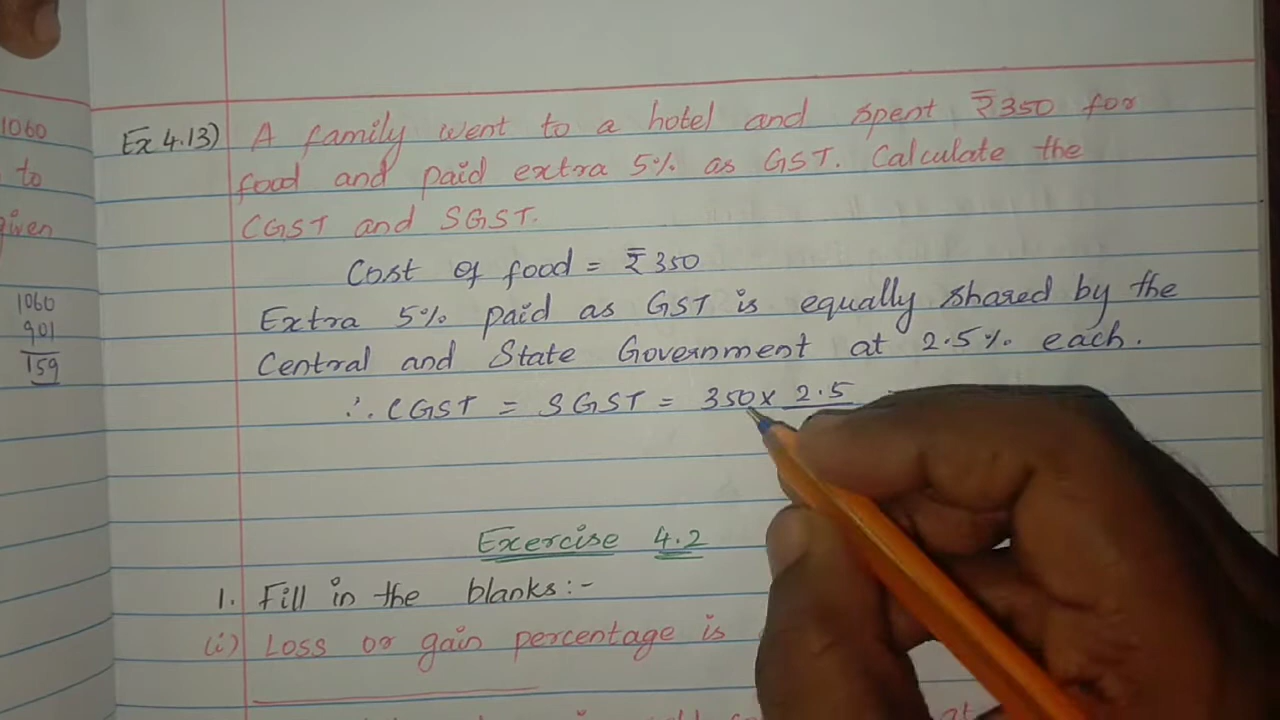 1060
to
given
1060
901
159
Ex 4.13) A family went to a hotel and spent ₹350 for
food and paid extra 5% as GST. Calculate the
CGST and SGST.
Cost of food = ₹350
Extra 5% paid as GST is equally shared by the
Central and State Government at 2.5% each.
∴ CGST = SGST = 350 x 2.5
Exercise 4.2
1. Fill in the blanks:-
(i) Loss or gain percentage is